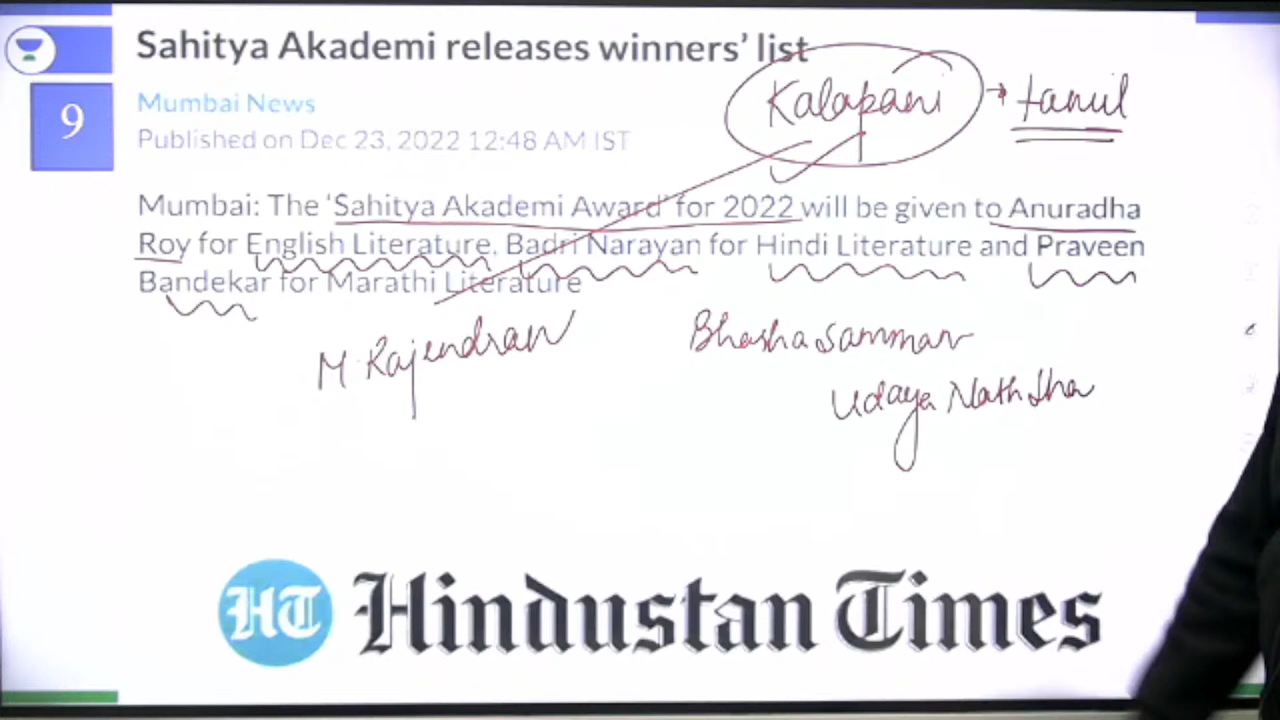 Sahitya Akademi releases winners' list
9
Mumbai News
Kalapani → tamil
Published on Dec 23, 2022 12:48 AM IST
Mumbai: The 'Sahitya Akademi Award' for 2022 will be given to Anuradha
Roy for English Literature, Badri Narayan for Hindi Literature and Praveen
Bandekar for Marathi Literature
M. Rajendran
Bhasha samman
Udaya Nath Jha
HT Hindustan Times